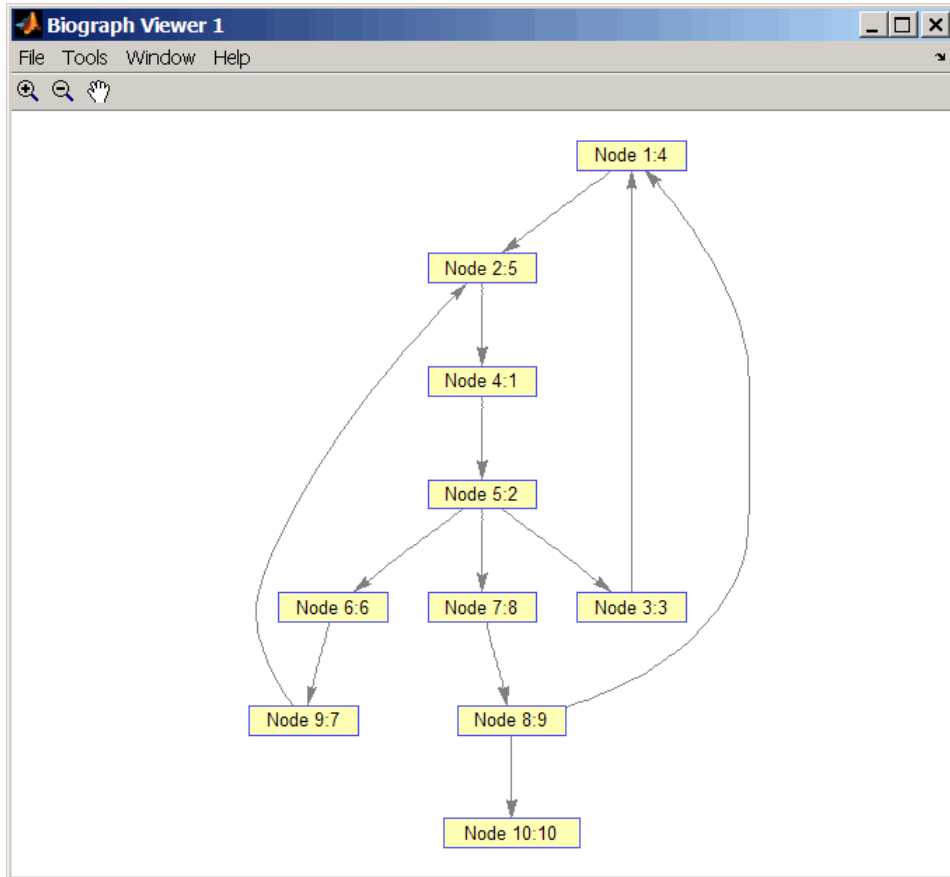 Biograph Viewer 1
File Tools Window Help
Node 1:4
Node 2:5
Node 4:1
Node 5:2
Node 6:6 Node 7:8 Node 3:3
Node 9:7 Node 8:9
Node 10:10